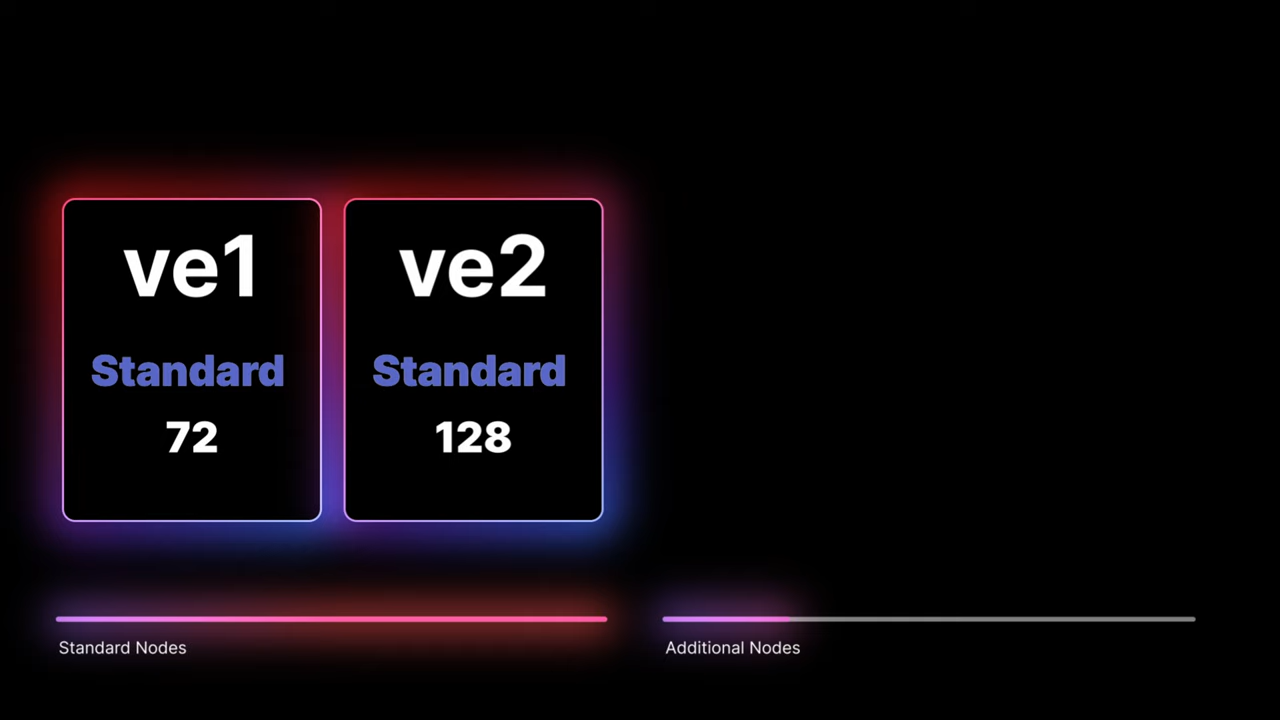 ve1
Standard
72
ve2
Standard
128
Standard Nodes
Additional Nodes